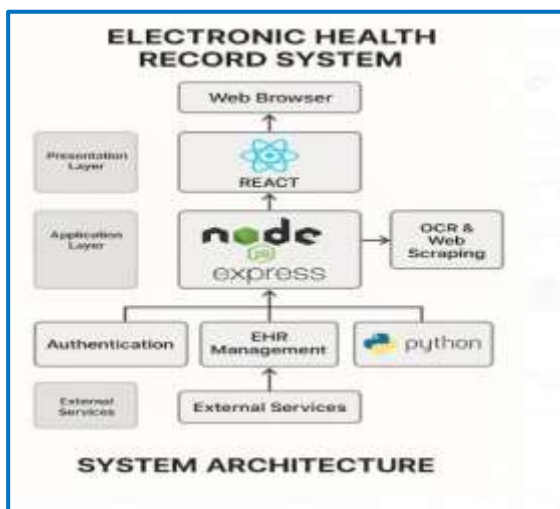 ELECTRONIC HEALTH
RECORD SYSTEM
Web Browser
Presentation
Layer
REACT
Application
Layer
node
JS
express
OCR &
Web
Scraping
Authentication
EHR
Management
python
External
Services
External Services
SYSTEM ARCHITECTURE